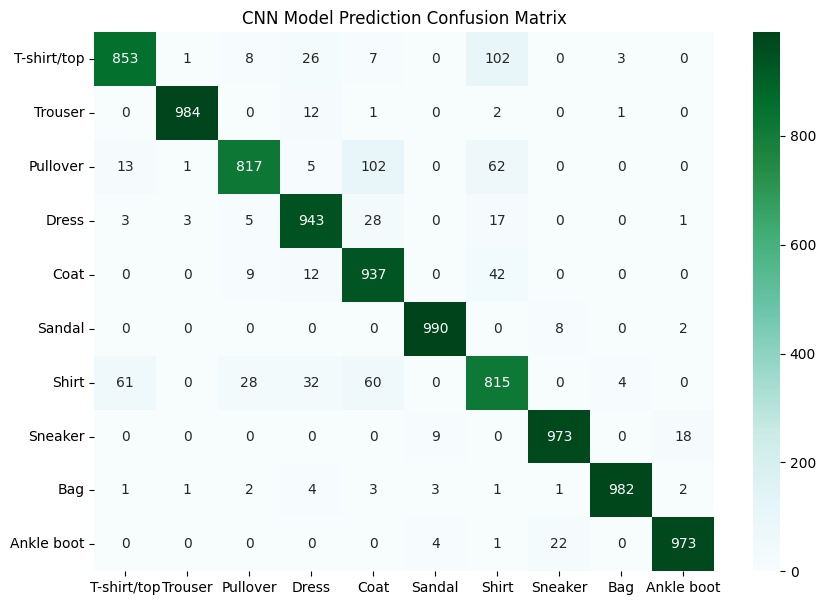 CNN Model Prediction Confusion Matrix
T-shirt/top 853 1 8 26 7 0 102 0 3 0
Trouser 0 984 0 12 1 2 0 1 0
Pullover 13 1 817 5 102 0 62 0 0 0
Dress 3 3 5 943 28 0 17 0 0 1
Coat 0 0 9 12 937 0 42 0 0 0
Sandal 0 0 0 0 0 990 0 8 0 2
Shirt 61 0 28 32 60 0 815 0 4 0
Sneaker 0 0 0 0 0 9 0 973 0 18
Bag 1 1 2 4 3 3 1 1 982 2
Ankle boot 0 0 0 0 0 4 1 22 0 973
T-shirt/top Trouser Pullover Dress Coat Sandal Shirt Sneaker Bag Ankle boot
800
600
400
200
0